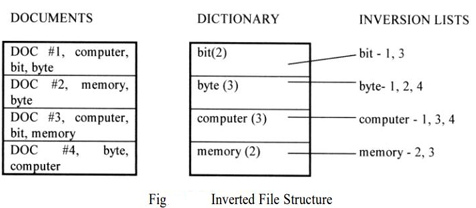 DOCUMENTS DICTIONARY INVERSION LISTS
DOC #1, computer,
bit, byte
DOC #2, memory,
byte
DOC #3, computer,
bit, memory
DOC #4, byte,
computer
bit(2)
byte (3)
computer (3)
memory (2)
bit - 1, 3
byte- 1, 2, 4
computer - 1, 3, 4
memory - 2, 3
Fig Inverted File Structure